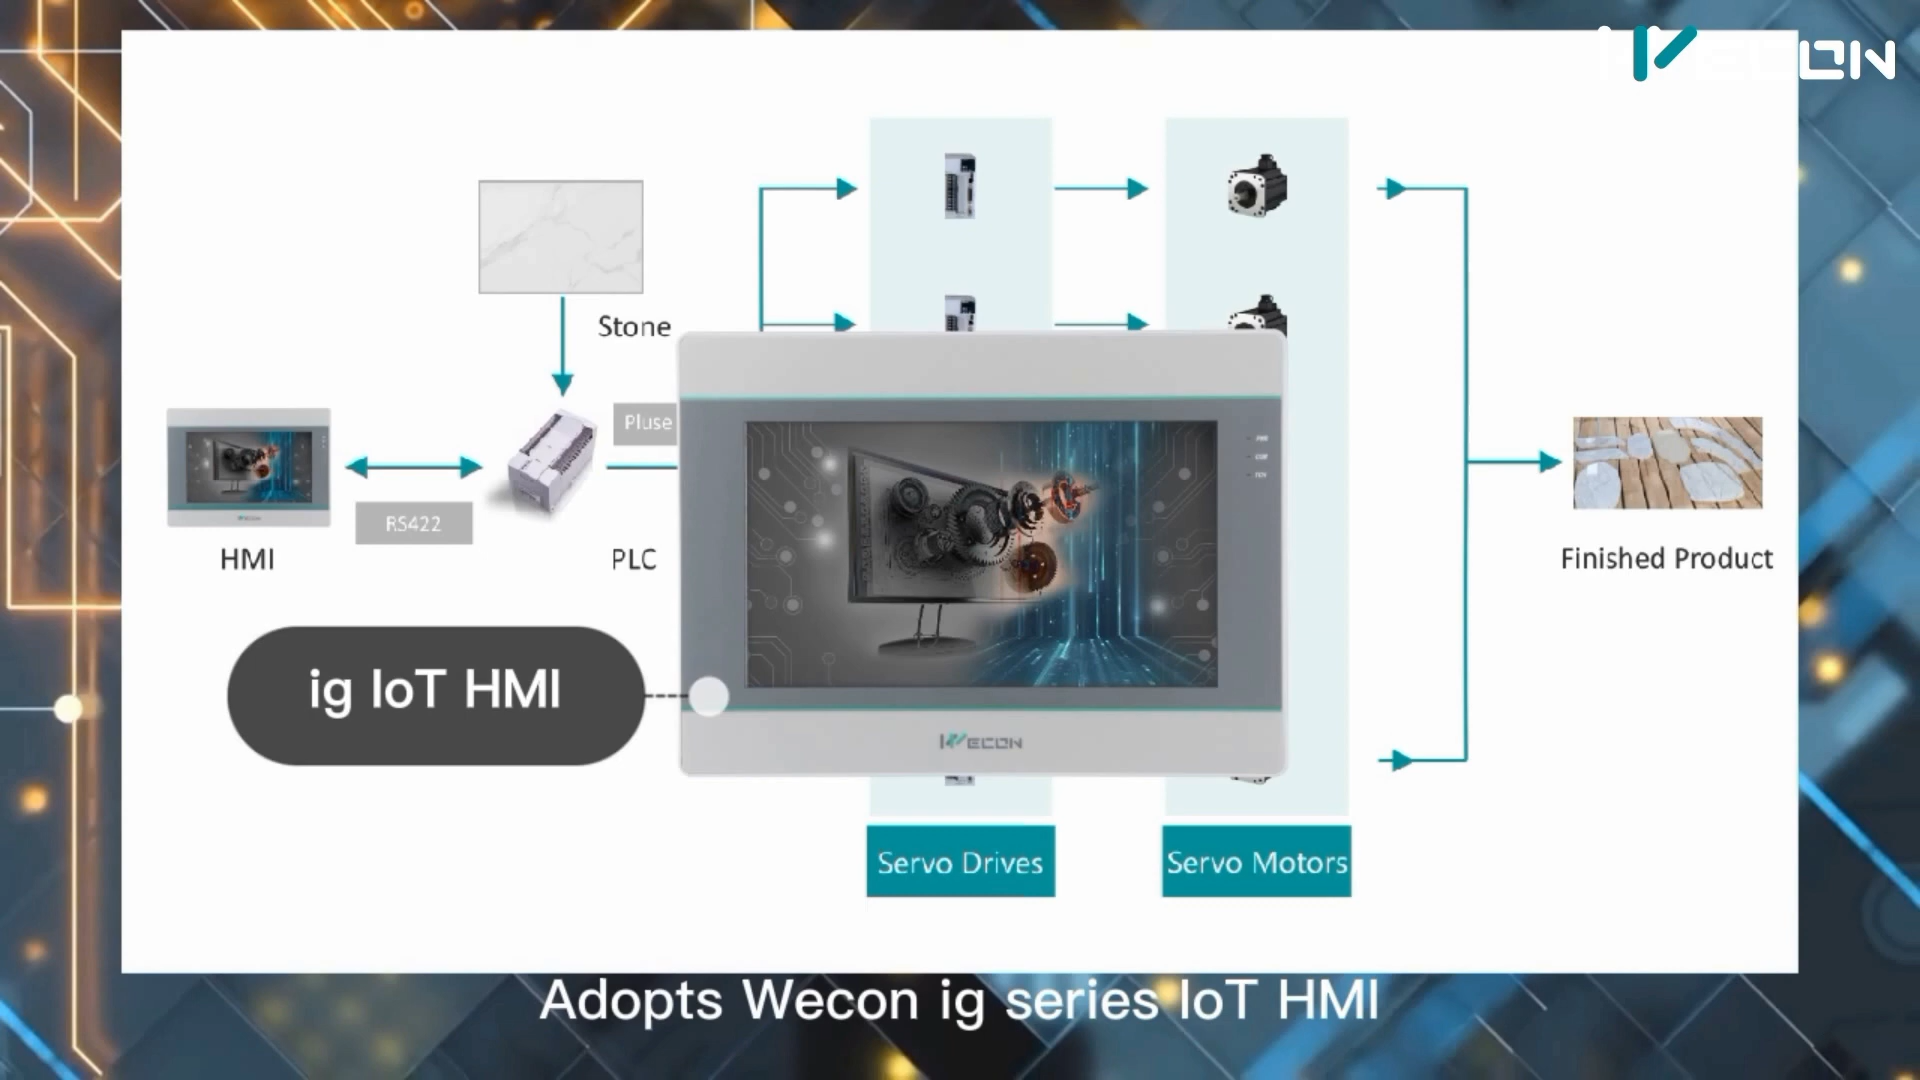 WECON
Stone
Pluse
RS422
HMI
PLC
ig IoT HMI
WECON
WECON
Finished Product
Servo Drives
Servo Motors
Adopts Wecon ig series IoT HMI